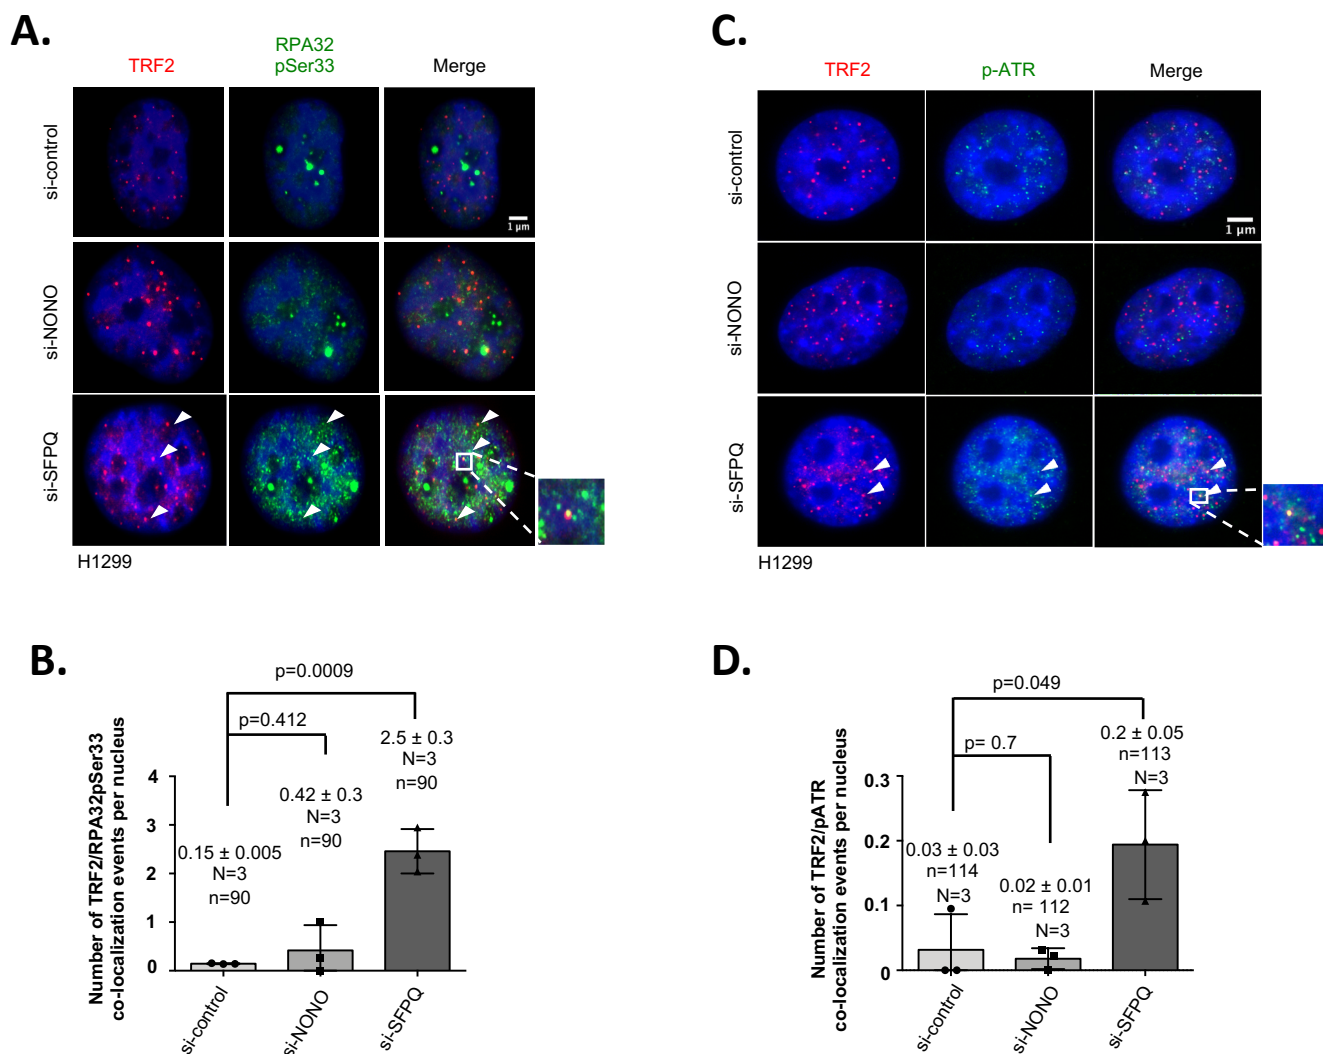 A.
TRF2
RPA32
pSer33
Merge
si-control
1 µm
si-NONO
si-SFPQ
H1299
C.
TRF2
p-ATR
Merge
si-control
1 µm
si-NONO
si-SFPQ
H1299
B.
p=0.0009
p=0.412
2.5 ± 0.3
N=3
n=90
0.42 ± 0.3
N=3
n=90
0.15 ± 0.005
N=3
n=90
Number of TRF2/RPA32pSer33
co-localization events per nucleus
4
3
2
1
0
si-control
si-NONO
si-SFPQ
D.
p=0.049
p= 0.7
0.2 ± 0.05
n=113
N=3
0.03 ± 0.03
n=114
N=3
0.02 ± 0.01
n= 112
N=3
Number of TRF2/pATR
co-localization events per nucleus
0.3
0.2
0.1
0
si-control
si-NONO
si-SFPQ